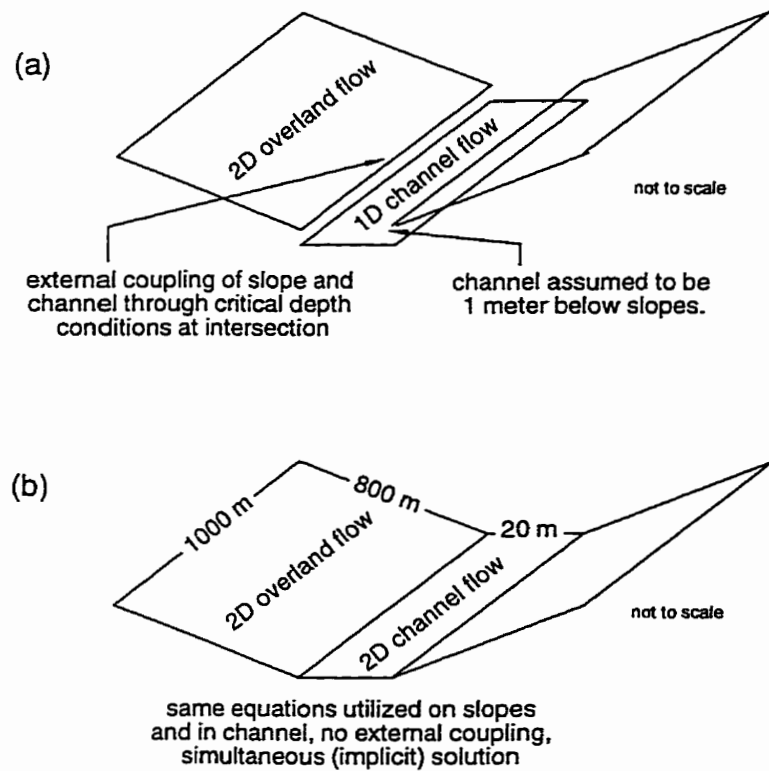 (a)
2D overland flow
1D channel flow
not to scale
external coupling of slope and
channel through critical depth
conditions at intersection
channel assumed to be
1 meter below slopes.
(b)
1000 m
800 m
20 m
2D overland flow
2D channel flow
not to scale
same equations utilized on slopes
and in channel, no external coupling,
simultaneous (implicit) solution